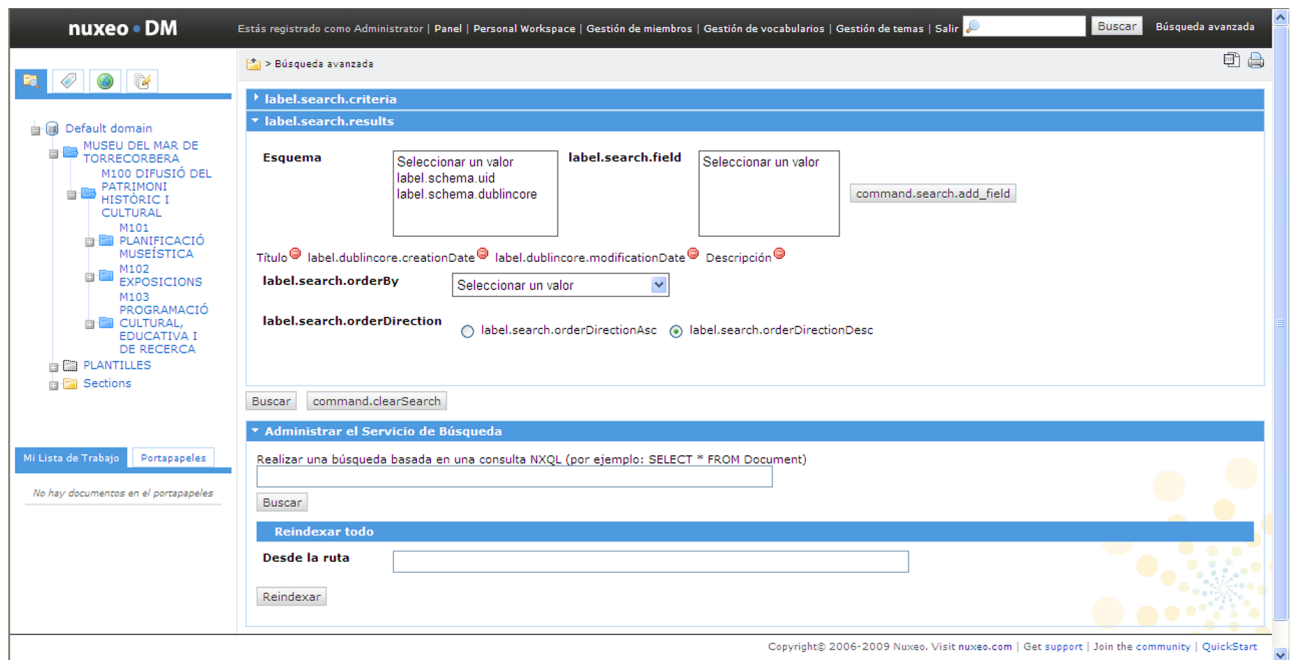 nuxeo DM
Estás registrado como Administrator | Panel | Personal Workspace | Gestión de miembros | Gestión de vocabularios | Gestión de temas | Salir
Buscar
Búsqueda avanzada
> Búsqueda avanzada
Default domain
MUSEU DEL MAR DE
TORRECORBERA
M100 DIFUSIÓ DEL
PATRIMONI
HISTÒRIC I
CULTURAL
M101
PLANIFICACIÓ
MUSEÍSTICA
M102
EXPOSICIONS
M103
PROGRAMACIÓ
CULTURAL,
EDUCATIVA I
DE RECERCA
PLANTILLES
Sections
Mi Lista de Trabajo
Portapapeles
No hay documentos en el portapapeles
label.search.criteria
label.search.results
Esquema
Seleccionar un valor
label.schema.uid
label.schema.dublincore
label.search.field
Seleccionar un valor
command.search.add_field
Título label.dublincore.creationDate label.dublincore.modificationDate Descripción
label.search.orderBy
Seleccionar un valor
label.search.orderDirection
label.search.orderDirectionAsc
label.search.orderDirectionDesc
Buscar
command.clearSearch
Administrar el Servicio de Búsqueda
Realizar una búsqueda basada en una consulta NXQL (por ejemplo: SELECT * FROM Document)
Buscar
Reindexar todo
Desde la ruta
Reindexar
Copyright© 2006-2009 Nuxeo. Visit nuxeo.com | Get support | Join the community | QuickStart